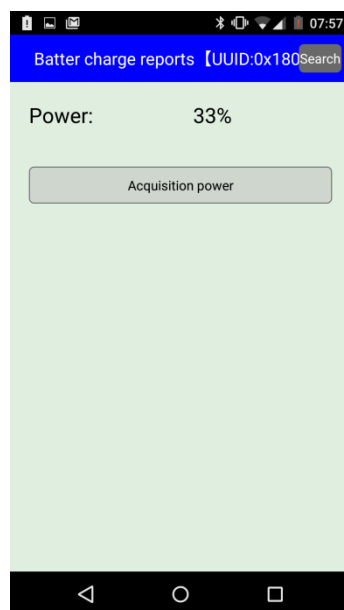 07:57
Batter charge reports【UUID:0x180
Search
Power: 33%
Acquisition power